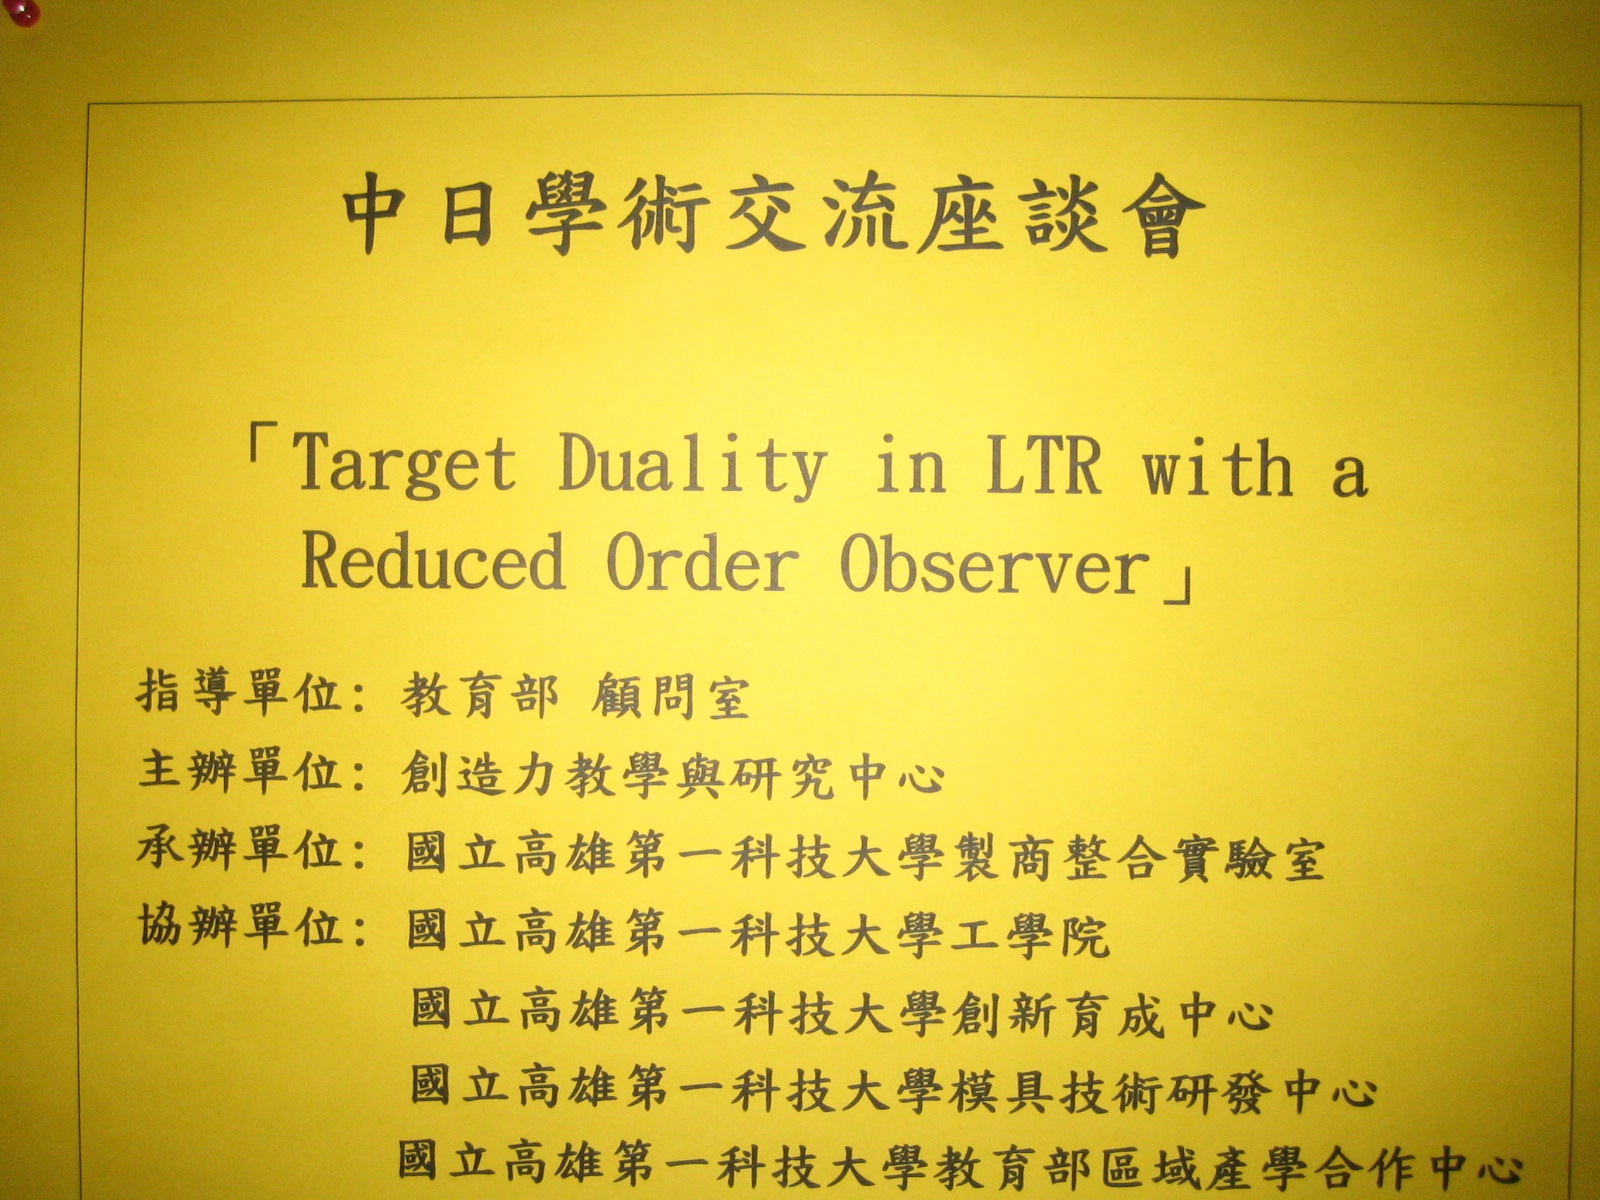 中日學術交流座談會
「Target Duality in LTR with a
Reduced Order Observer」
指導單位: 教育部 顧問室
主辦單位: 創造力教學與研究中心
承辦單位: 國立高雄第一科技大學製商整合實驗室
協辦單位: 國立高雄第一科技大學工學院
國立高雄第一科技大學創新育成中心
國立高雄第一科技大學模具技術研發中心
國立高雄第一科技大學教育部區域產學合作中心